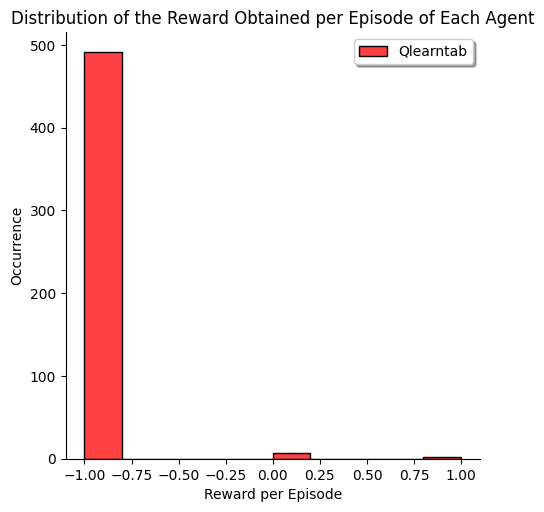 Distribution of the Reward Obtained per Episode of Each Agent
Qlearntab
500
400
300
200
100
0
Occurrence
−1.00 −0.75 −0.50 −0.25 0.00 0.25 0.50 0.75 1.00
Reward per Episode